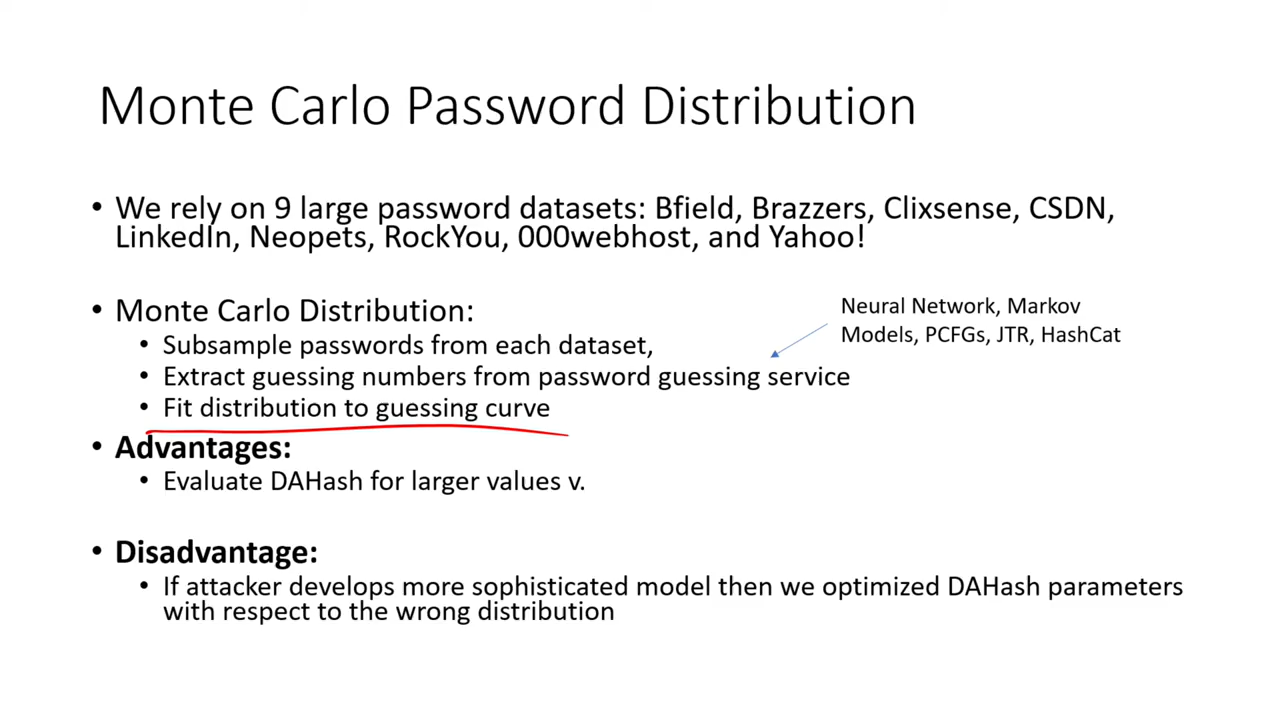 Monte Carlo Password Distribution
• We rely on 9 large password datasets: Bfield, Brazzers, Clixsense, CSDN,
LinkedIn, Neopets, RockYou, 000webhost, and Yahoo!
• Monte Carlo Distribution:
• Subsample passwords from each dataset,
• Extract guessing numbers from password guessing service
• Fit distribution to guessing curve
Neural Network, Markov
Models, PCFGs, JTR, HashCat
• Advantages:
• Evaluate DAHash for larger values v.
• Disadvantage:
• If attacker develops more sophisticated model then we optimized DAHash parameters
with respect to the wrong distribution